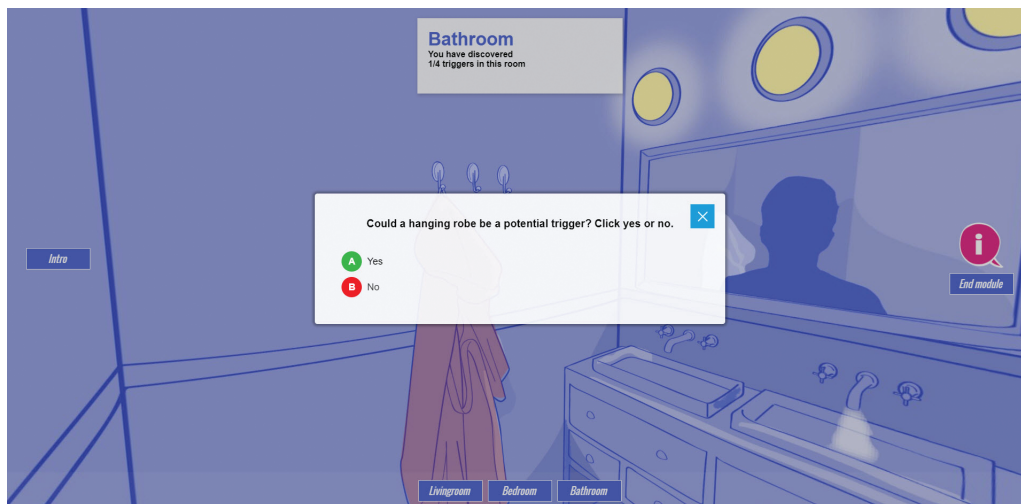 Bathroom
You have discovered
1/4 triggers in this room
Could a hanging robe be a potential trigger? Click yes or no.
A Yes
B No
Intro
i
End module
Livingroom Bedroom Bathroom